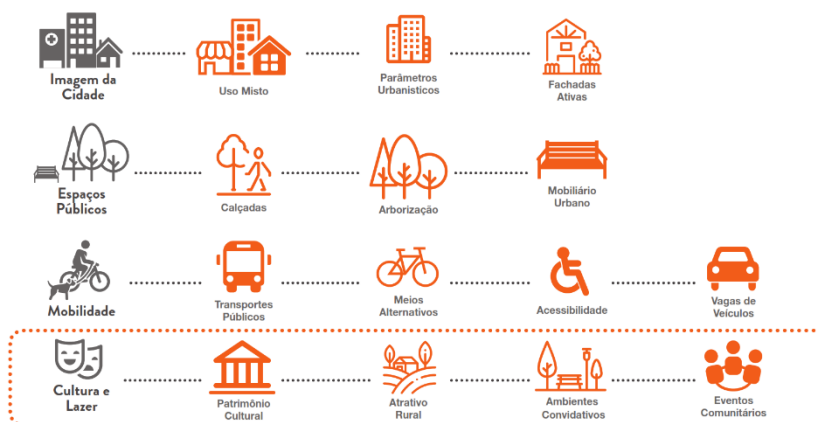 Imagem da
Cidade
Uso Misto
Parâmetros
Urbanisticos
Fachadas
Ativas
Espaços
Públicos
Calçadas
Arborização
Mobiliário
Urbano
Mobilidade
Transportes
Públicos
Meios
Alternativos
Acessibilidade
Vagas de
Veículos
Cultura e
Lazer
Patrimônio
Cultural
Atrativo
Rural
Ambientes
Convidativos
Eventos
Comunitários